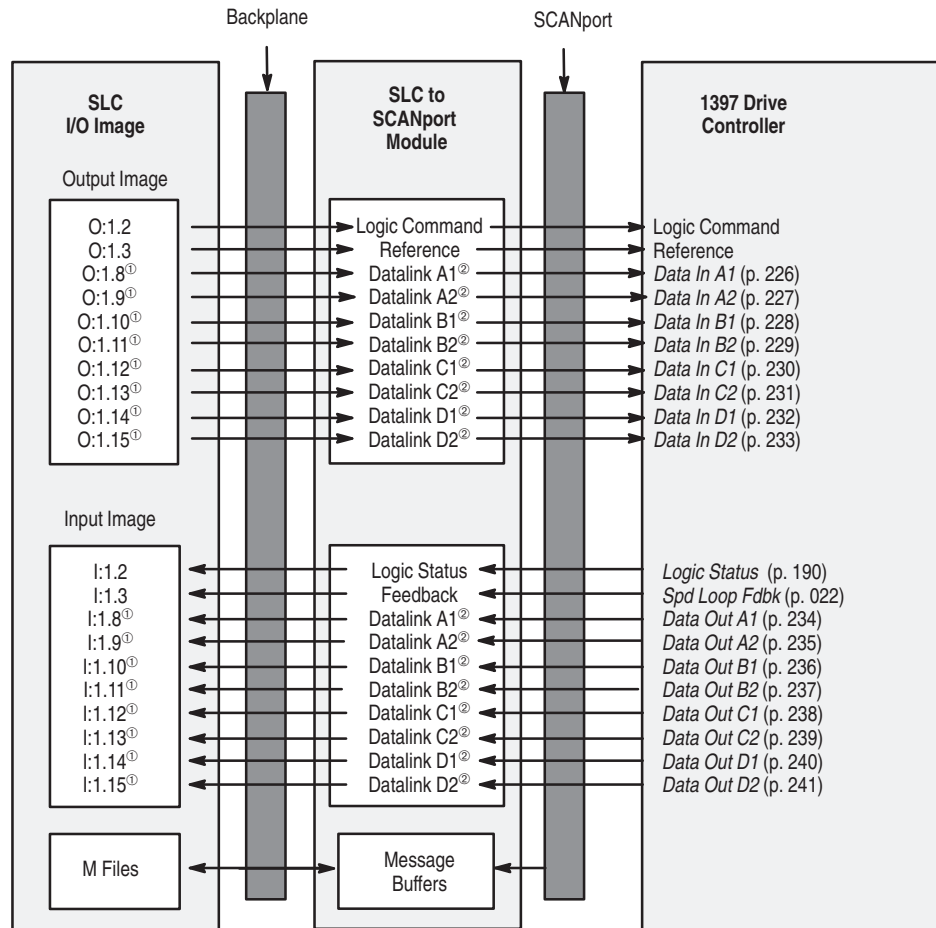 Backplane
SCANport
SLC
I/O Image
SLC to
SCANport
Module
1397 Drive
Controller
Output Image
O:1.2
O:1.3
O:1.8①
O:1.9①
O:1.10①
O:1.11①
O:1.12①
O:1.13①
O:1.14①
O:1.15①
Logic Command
Reference
Datalink A1②
Datalink A2②
Datalink B1②
Datalink B2②
Datalink C1②
Datalink C2②
Datalink D1②
Datalink D2②
Logic Command
Reference
Data In A1 (p. 226)
Data In A2 (p. 227)
Data In B1 (p. 228)
Data In B2 (p. 229)
Data In C1 (p. 230)
Data In C2 (p. 231)
Data In D1 (p. 232)
Data In D2 (p. 233)
Input Image
I:1.2
I:1.3
I:1.8①
I:1.9①
I:1.10①
I:1.11①
I:1.12①
I:1.13①
I:1.14①
I:1.15①
Logic Status
Feedback
Datalink A1②
Datalink A2②
Datalink B1②
Datalink B2②
Datalink C1②
Datalink C2②
Datalink D1②
Datalink D2②
Logic Status (p. 190)
Spd Loop Fdbk (p. 022)
Data Out A1 (p. 234)
Data Out A2 (p. 235)
Data Out B1 (p. 236)
Data Out B2 (p. 237)
Data Out C1 (p. 238)
Data Out C2 (p. 239)
Data Out D1 (p. 240)
Data Out D2 (p. 241)
M Files
Message
Buffers